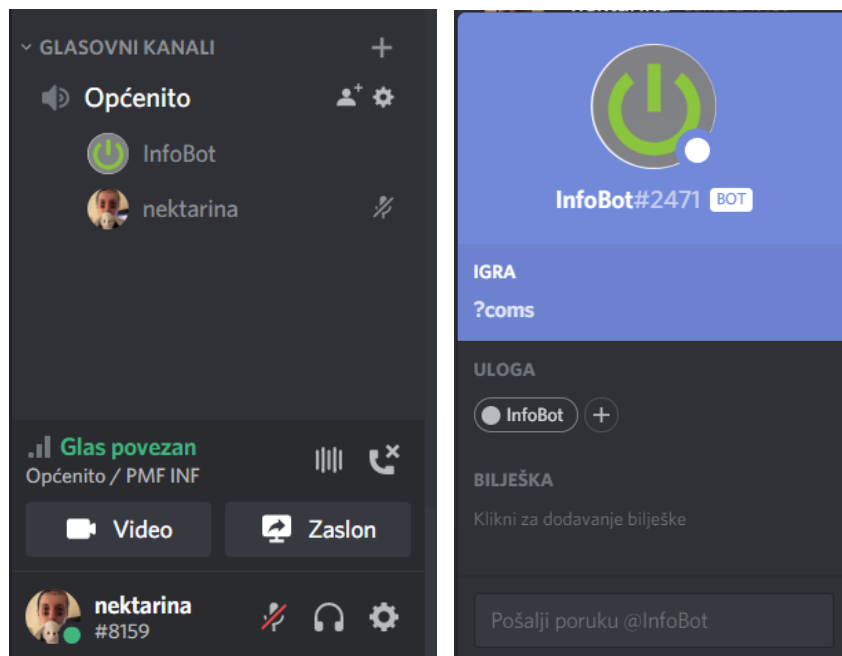 GLASOVNI KANALI
Općenito
InfoBot
nektarina
Glas povezan
Općenito / PMF INF
Video
Zaslon
nektarina
#8159
InfoBot#2471 BOT
IGRA
?coms
ULOGA
InfoBot
BILJEŠKA
Klikni za dodavanje bilješke
Pošalji poruku @InfoBot